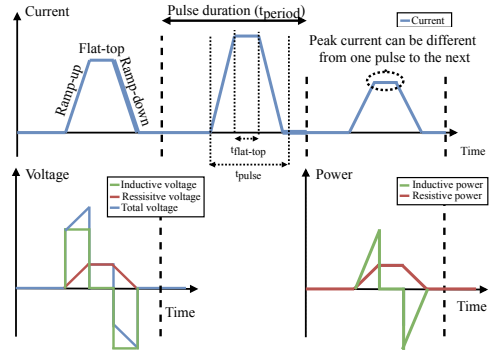 Current
Pulse duration (tperiod)
Current
Flat-top
Ramp-up
Ramp-down
Peak current can be different
from one pulse to the next
tflat-top
tpulse
Time
Voltage
Inductive voltage
Ressisitve voltage
Total voltage
Time
Power
Inductive power
Resistive power
Time